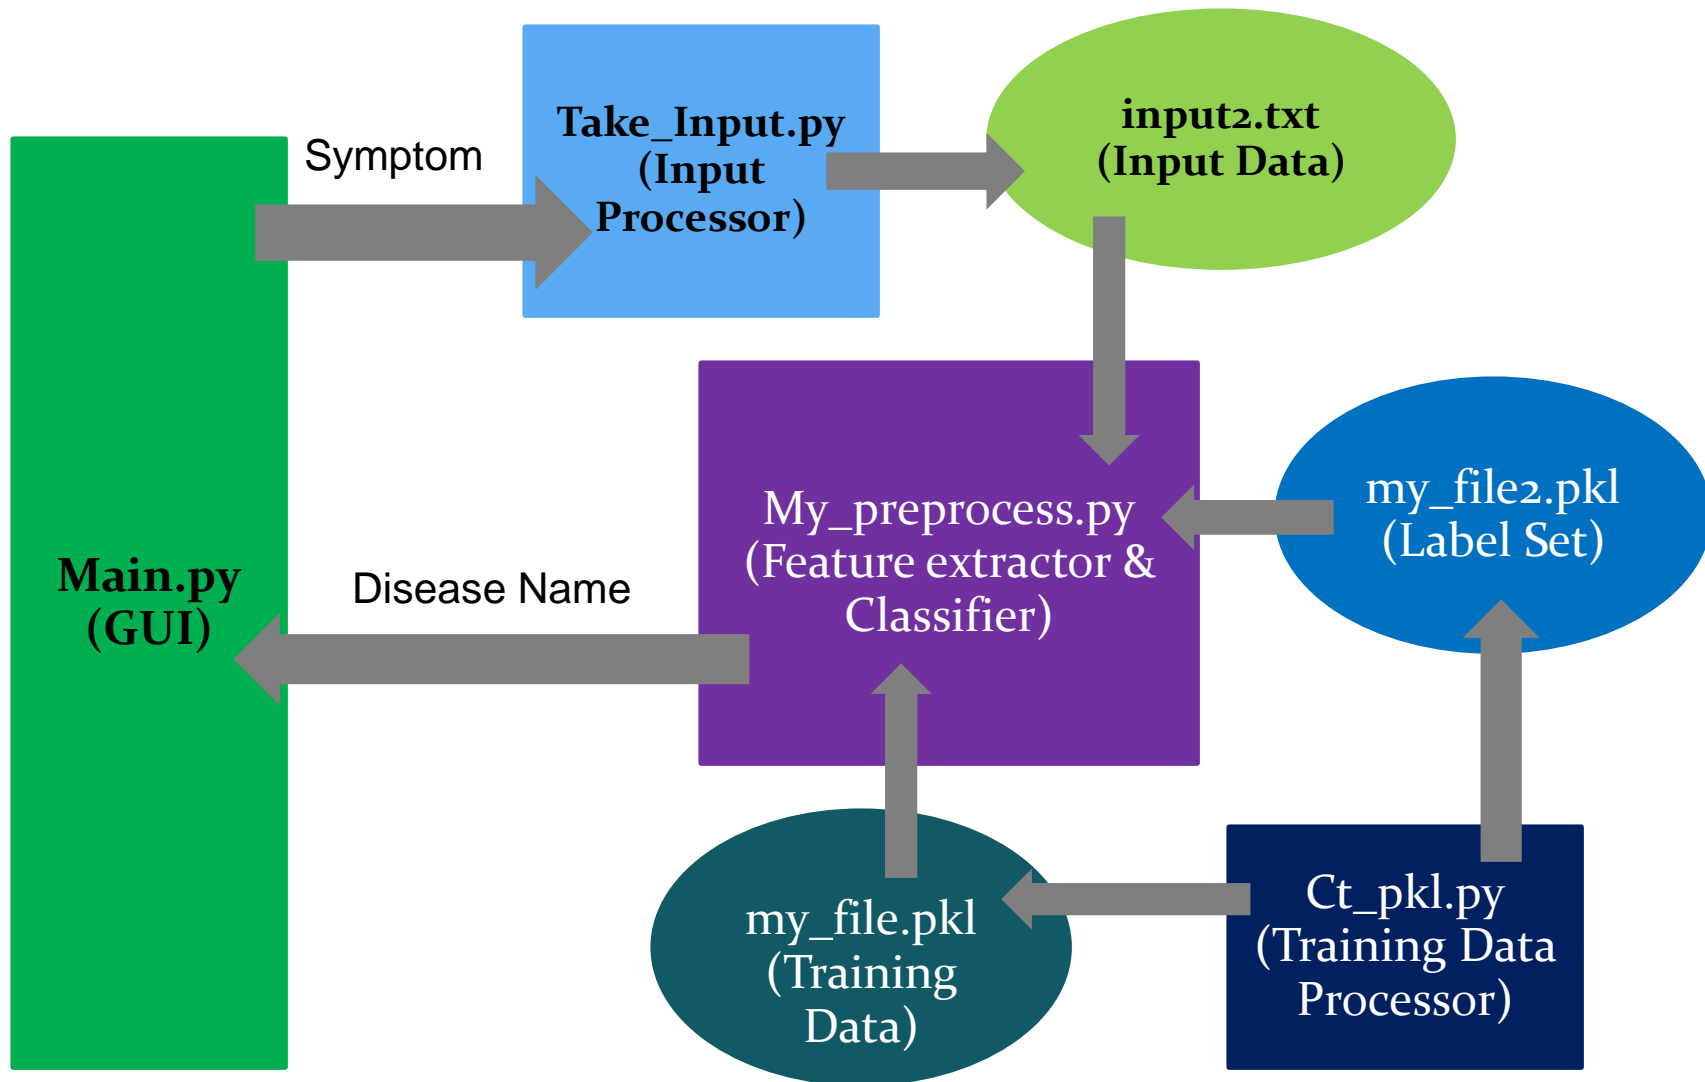 Symptom
Take_Input.py
(Input
Processor)
input2.txt
(Input Data)
Main.py
(GUI)
Disease Name
My_preprocess.py
(Feature extractor &
Classifier)
my_file2.pkl
(Label Set)
my_file.pkl
(Training
Data)
Ct_pkl.py
(Training Data
Processor)